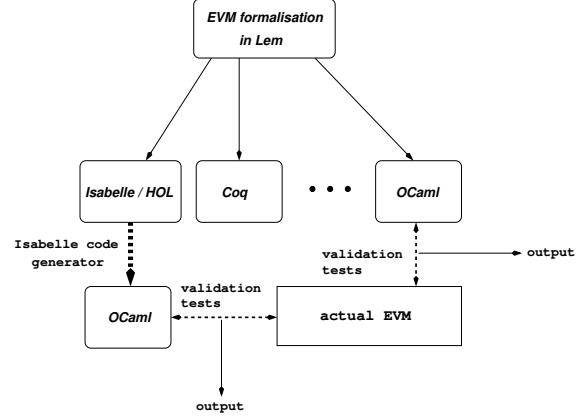 EVM formalisation
in Lem
Isabelle / HOL
Coq
OCaml
Isabelle code
generator
validation
tests
output
validation
tests
OCaml
actual EVM
output